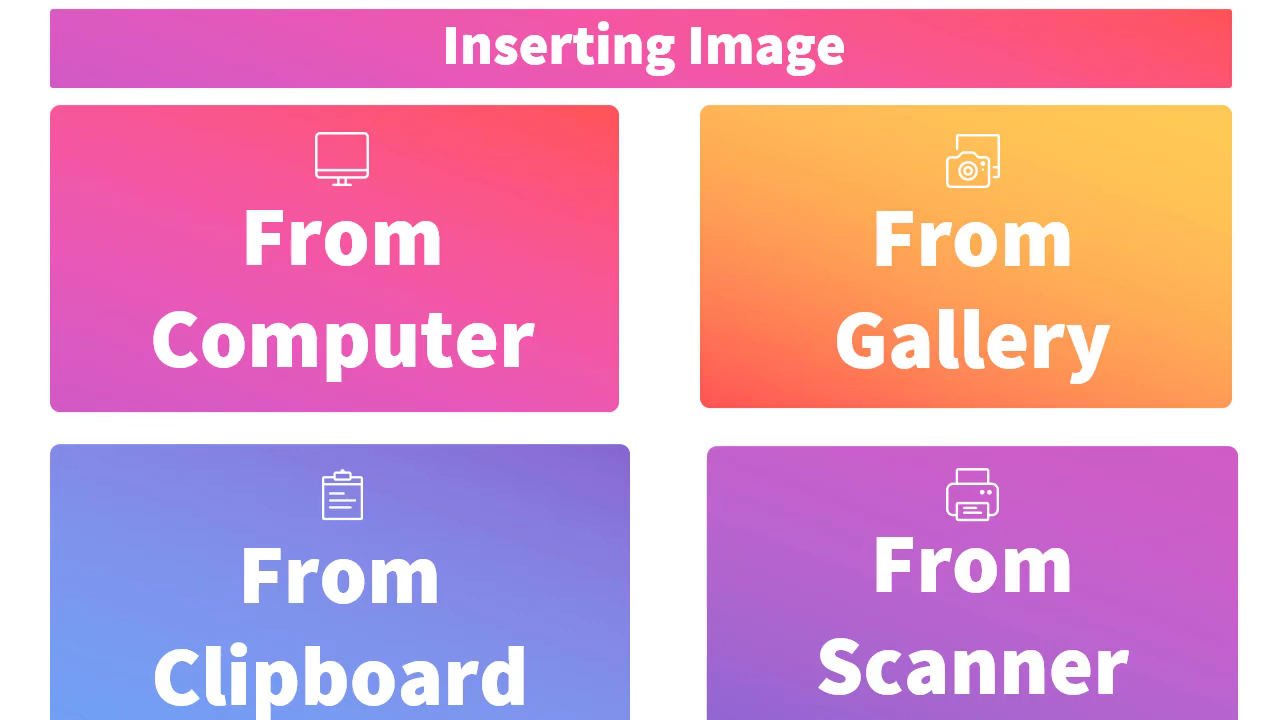 Inserting Image
From
Computer
From
Gallery
From
Clipboard
From
Scanner